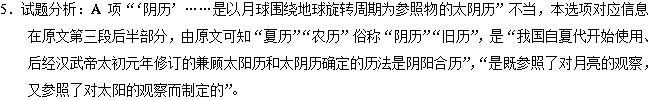 5．试题分析：A 项“‘阴历’……是以月球围绕地球旋转周期为参照物的太阴历”不当，本选项对应信息
在原文第三段后半部分，由原文可知“夏历”“农历”俗称“阴历”“旧历”，是“我国自夏代开始使用、
后经汉武帝太初元年修订的兼顾太阳历和太阴历确定的历法是阴阳合历”，“是既参照了对月亮的观察，
又参照了对太阳的观察而制定的”。